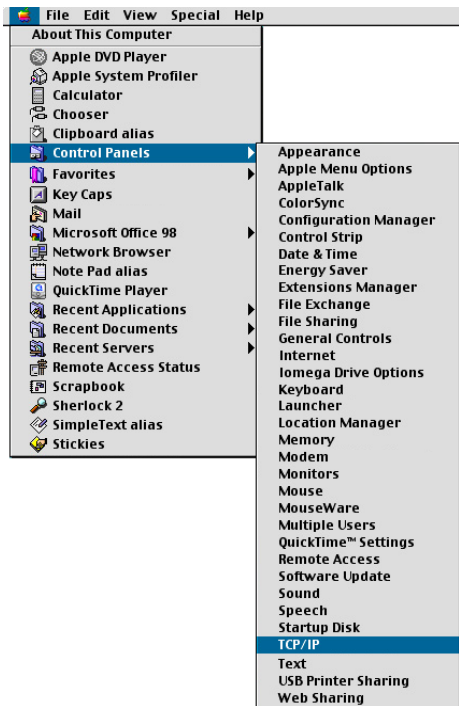 File Edit View Special Help
About This Computer
Apple DVD Player
Apple System Profiler
Calculator
Chooser
Clipboard alias
Control Panels
Favorites
Key Caps
Mail
Microsoft Office 98
Network Browser
Note Pad alias
QuickTime Player
Recent Applications
Recent Documents
Recent Servers
Remote Access Status
Scrapbook
Sherlock 2
SimpleText alias
Stickies
Appearance
Apple Menu Options
AppleTalk
ColorSync
Configuration Manager
Control Strip
Date & Time
Energy Saver
Extensions Manager
File Exchange
File Sharing
General Controls
Internet
Iomega Drive Options
Keyboard
Launcher
Location Manager
Memory
Modem
Monitors
Mouse
MouseWare
Multiple Users
QuickTime™ Settings
Remote Access
Software Update
Sound
Speech
Startup Disk
TCP/IP
Text
USB Printer Sharing
Web Sharing